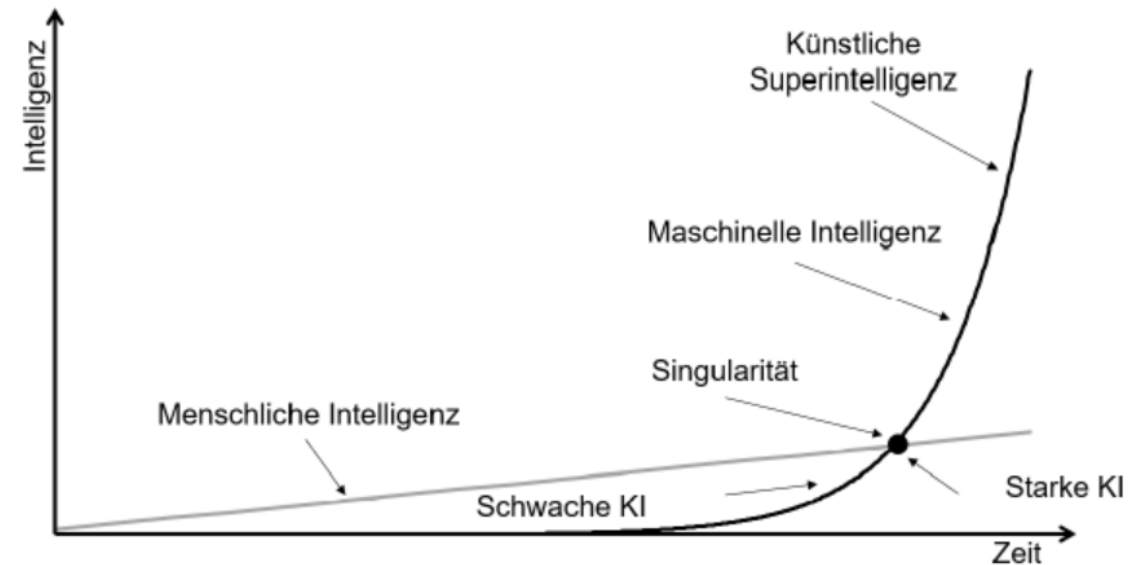 Intelligenz
Künstliche
Superintelligenz
Maschinelle Intelligenz
Singularität
Menschliche Intelligenz
Starke KI
Schwache KI
Zeit